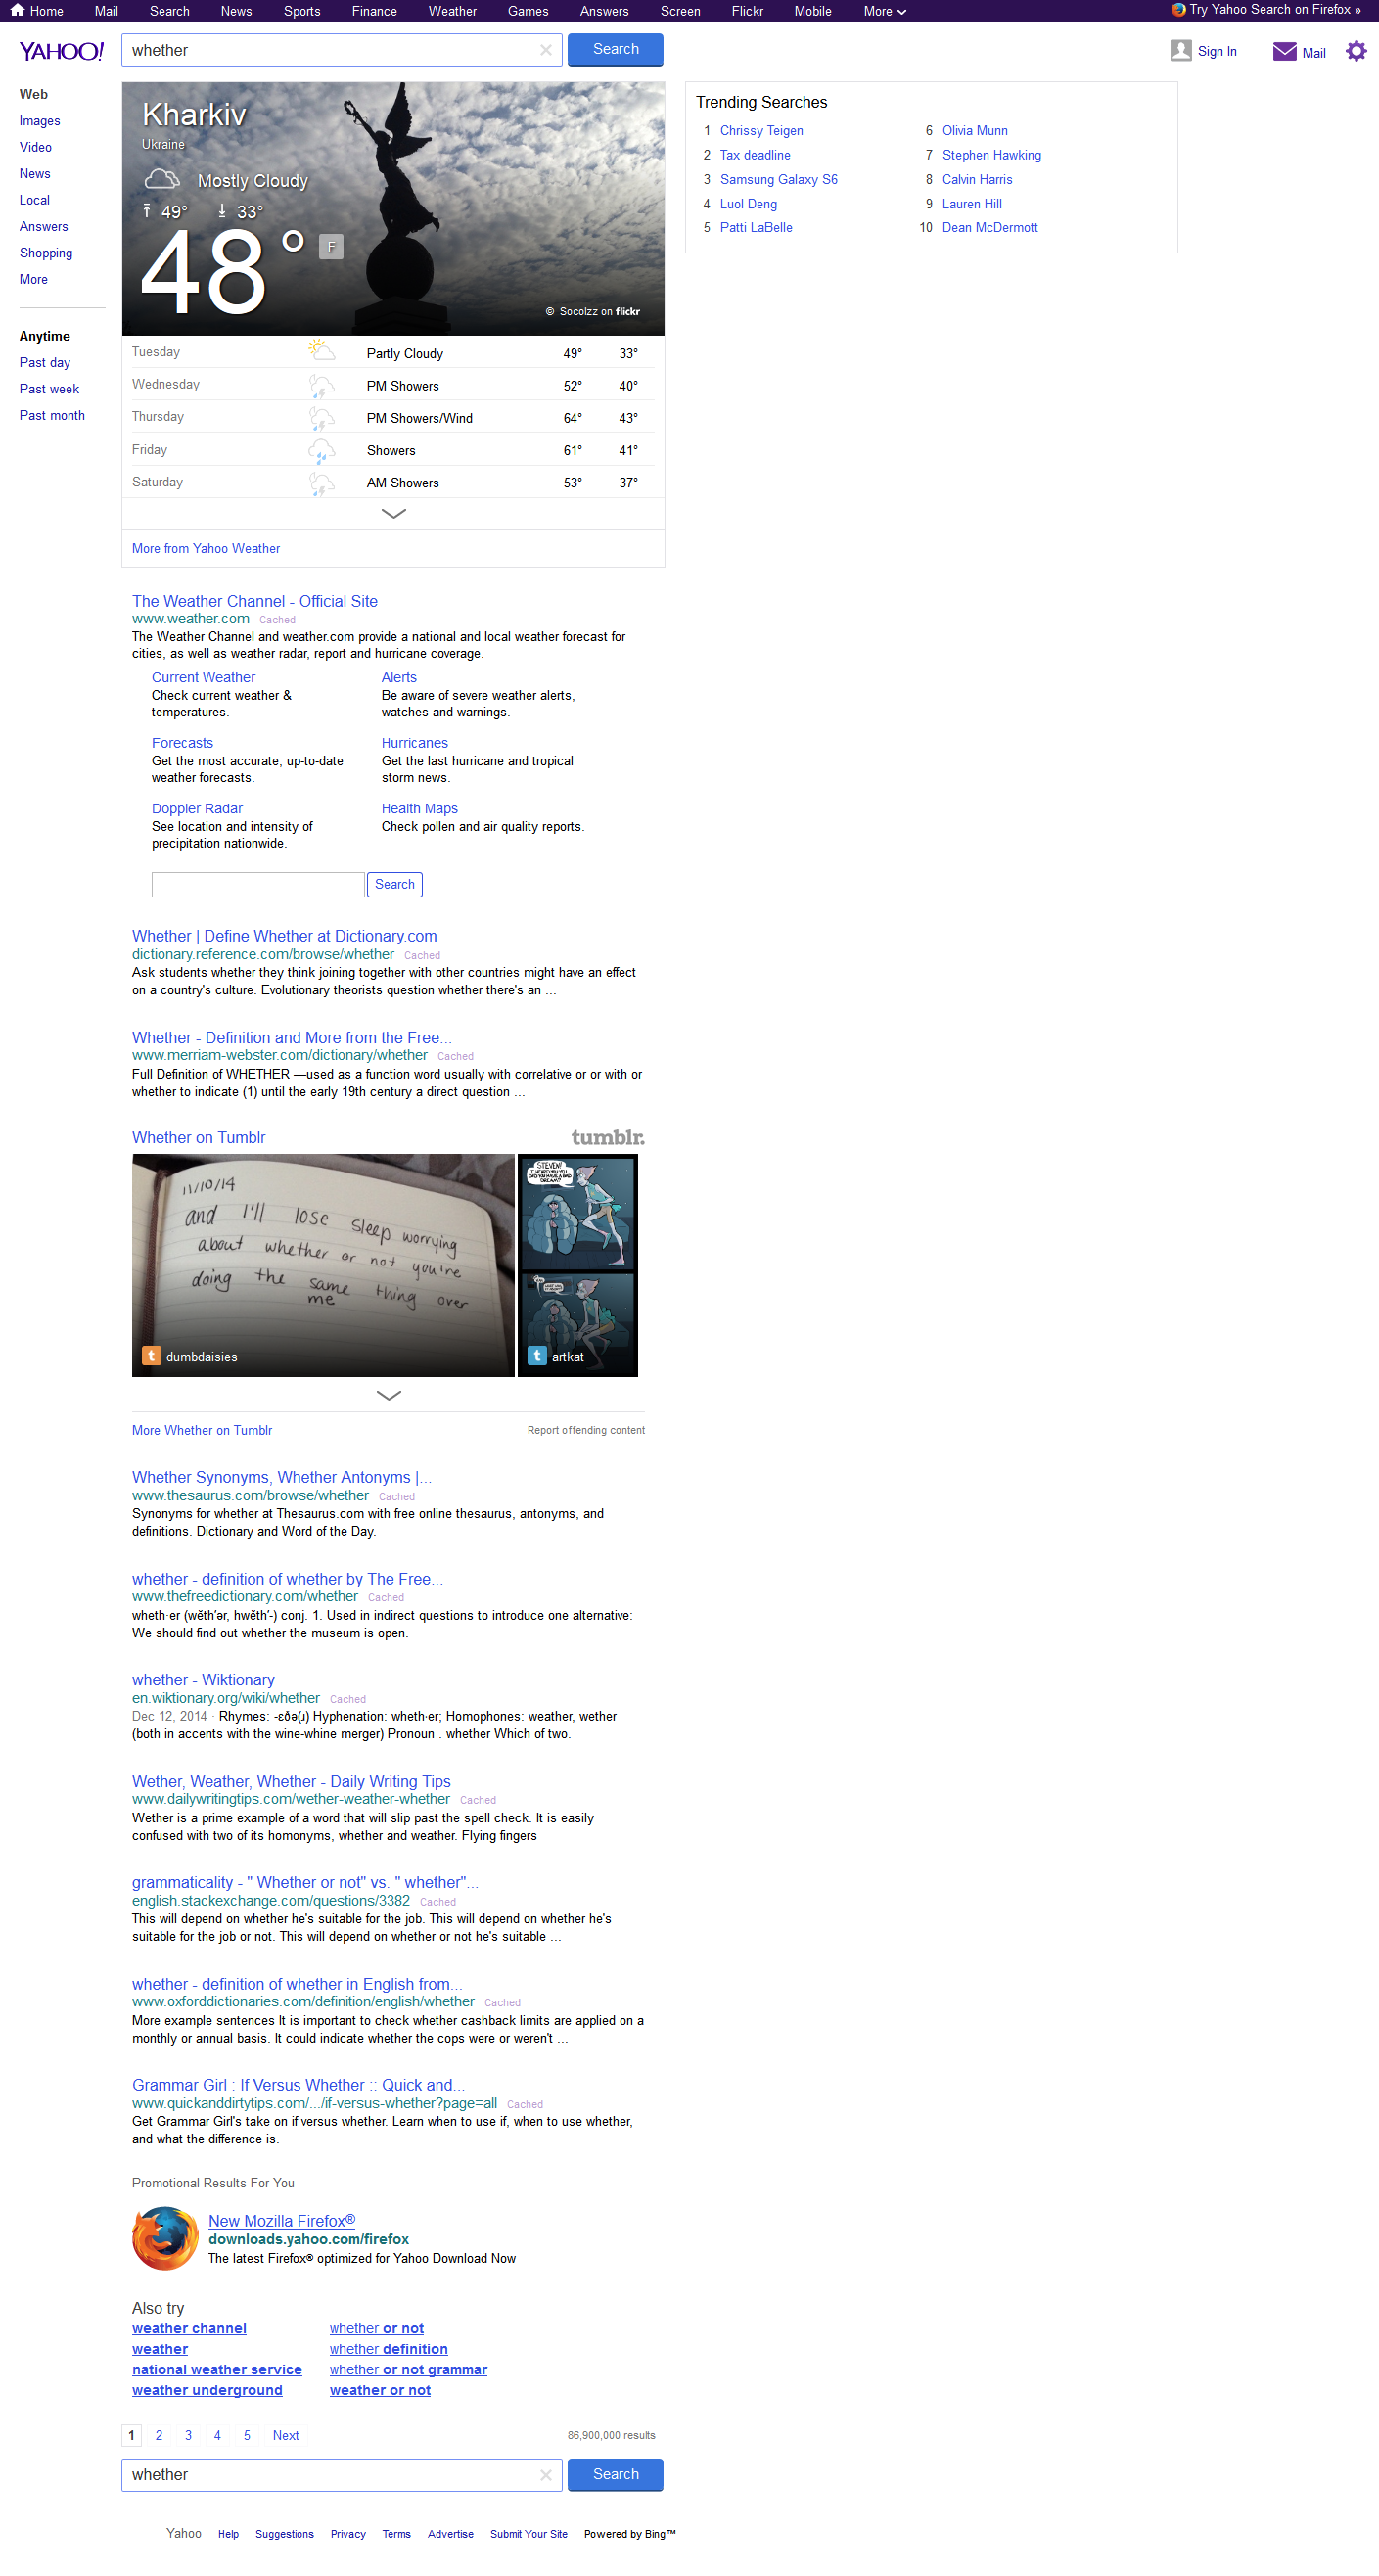 Home Mail Search News Sports Finance Weather Games Answers Screen Flickr Mobile More Try Yahoo Search on Firefox »
YAHOO! whether Search Sign In Mail
Web
Images
Video
News
Local
Answers
Shopping
More
Anytime
Past day
Past week
Past month
Kharkiv
Ukraine
Mostly Cloudy
49° 33°
48° F
© Socolzz on flickr
Tuesday Partly Cloudy 49° 33°
Wednesday PM Showers 52° 40°
Thursday PM Showers/Wind 64° 43°
Friday Showers 61° 41°
Saturday AM Showers 53° 37°
More from Yahoo Weather
Trending Searches
1 Chrissy Teigen
2 Tax deadline
3 Samsung Galaxy S6
4 Luol Deng
5 Patti LaBelle
6 Olivia Munn
7 Stephen Hawking
8 Calvin Harris
9 Lauren Hill
10 Dean McDermott
The Weather Channel - Official Site
www.weather.com Cached
The Weather Channel and weather.com provide a national and local weather forecast for
cities, as well as weather radar, report and hurricane coverage.
Current Weather
Check current weather &
temperatures.
Alerts
Be aware of severe weather alerts,
watches and warnings.
Forecasts
Get the most accurate, up-to-date
weather forecasts.
Hurricanes
Get the last hurricane and tropical
storm news.
Doppler Radar
See location and intensity of
precipitation nationwide.
Health Maps
Check pollen and air quality reports.
Search
Whether | Define Whether at Dictionary.com
dictionary.reference.com/browse/whether Cached
Ask students whether they think joining together with other countries might have an effect
on a country's culture. Evolutionary theorists question whether there's an ...
Whether - Definition and More from the Free...
www.merriam-webster.com/dictionary/whether Cached
Full Definition of WHETHER —used as a function word usually with correlative or or with or
whether to indicate (1) until the early 19th century a direct question ...
Whether on Tumblr tumblr.
11/10/14
and I'll lose sleep worrying
about whether or not you're
doing the same thing over
me
dumbdaisies
STEVEN!
artkat
More Whether on Tumblr Report offending content
Whether Synonyms, Whether Antonyms |...
www.thesaurus.com/browse/whether Cached
Synonyms for whether at Thesaurus.com with free online thesaurus, antonyms, and
definitions. Dictionary and Word of the Day.
whether - definition of whether by The Free...
www.thefreedictionary.com/whether Cached
wheth·er (wĕth′ər, hwĕth′-) conj. 1. Used in indirect questions to introduce one alternative:
We should find out whether the museum is open.
whether - Wiktionary
en.wiktionary.org/wiki/whether Cached
Dec 12, 2014 · Rhymes: -ɛðə(ɹ) Hyphenation: wheth·er; Homophones: weather, wether
(both in accents with the wine-whine merger) Pronoun . whether Which of two.
Wether, Weather, Whether - Daily Writing Tips
www.dailywritingtips.com/wether-weather-whether Cached
Wether is a prime example of a word that will slip past the spell check. It is easily
confused with two of its homonyms, whether and weather. Flying fingers
grammaticality - " Whether or not" vs. " whether"...
english.stackexchange.com/questions/3382 Cached
This will depend on whether he's suitable for the job. This will depend on whether he's
suitable for the job or not. This will depend on whether or not he's suitable ...
whether - definition of whether in English from...
www.oxforddictionaries.com/definition/english/whether Cached
More example sentences It is important to check whether cashback limits are applied on a
monthly or annual basis. It could indicate whether the cops were or weren't ...
Grammar Girl : If Versus Whether :: Quick and...
www.quickanddirtytips.com/.../if-versus-whether?page=all Cached
Get Grammar Girl's take on if versus whether. Learn when to use if, when to use whether,
and what the difference is.
Promotional Results For You
New Mozilla Firefox®
downloads.yahoo.com/firefox
The latest Firefox® optimized for Yahoo Download Now
Also try
weather channel whether or not
weather whether definition
national weather service whether or not grammar
weather underground weather or not
1 2 3 4 5 Next 86,900,000 results
whether Search
Yahoo Help Suggestions Privacy Terms Advertise Submit Your Site Powered by Bing™